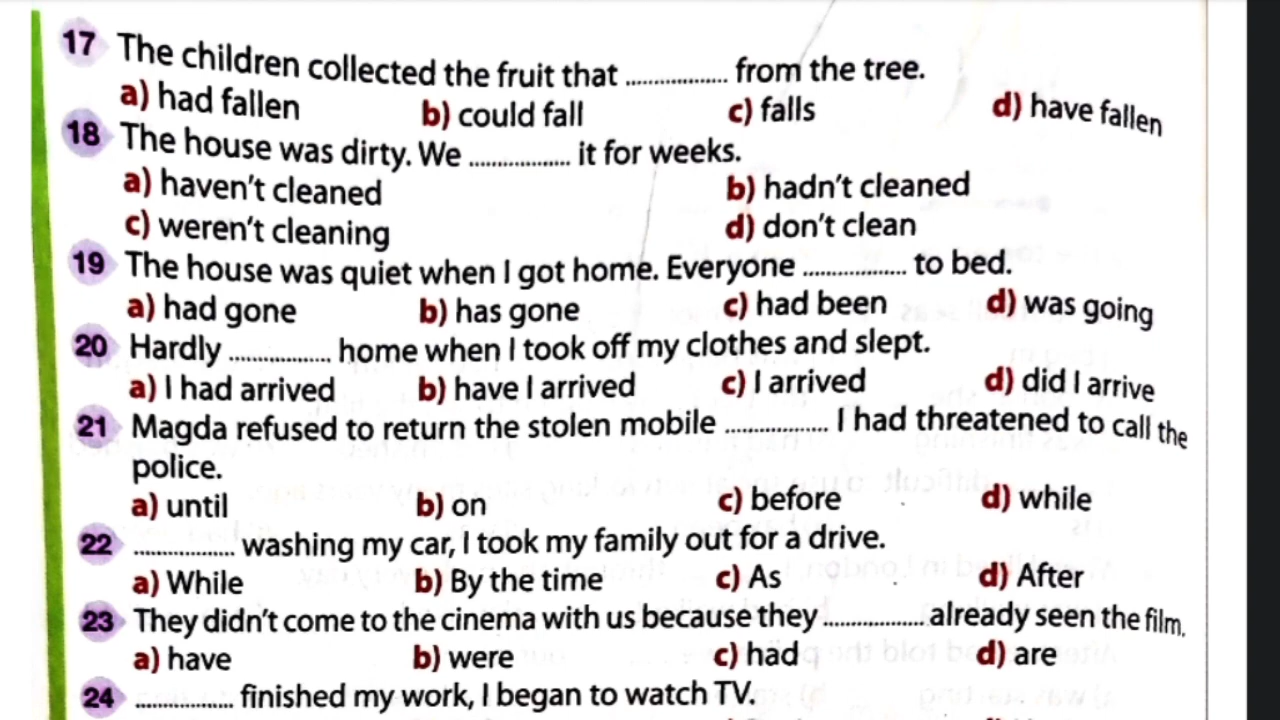 17 The children collected the fruit that .................. from the tree.
a) had fallen b) could fall c) falls d) have fallen
18 The house was dirty. We .................. it for weeks.
a) haven't cleaned b) hadn't cleaned
c) weren't cleaning d) don't clean
19 The house was quiet when I got home. Everyone .................. to bed.
a) had gone b) has gone c) had been d) was going
20 Hardly .................. home when I took off my clothes and slept.
a) I had arrived b) have I arrived c) I arrived d) did I arrive
21 Magda refused to return the stolen mobile .................. I had threatened to call the
police.
a) until b) on c) before d) while
22 .................. washing my car, I took my family out for a drive.
a) While b) By the time c) As d) After
23 They didn't come to the cinema with us because they .................. already seen the film.
a) have b) were c) had d) are
24 .................. finished my work, I began to watch TV.